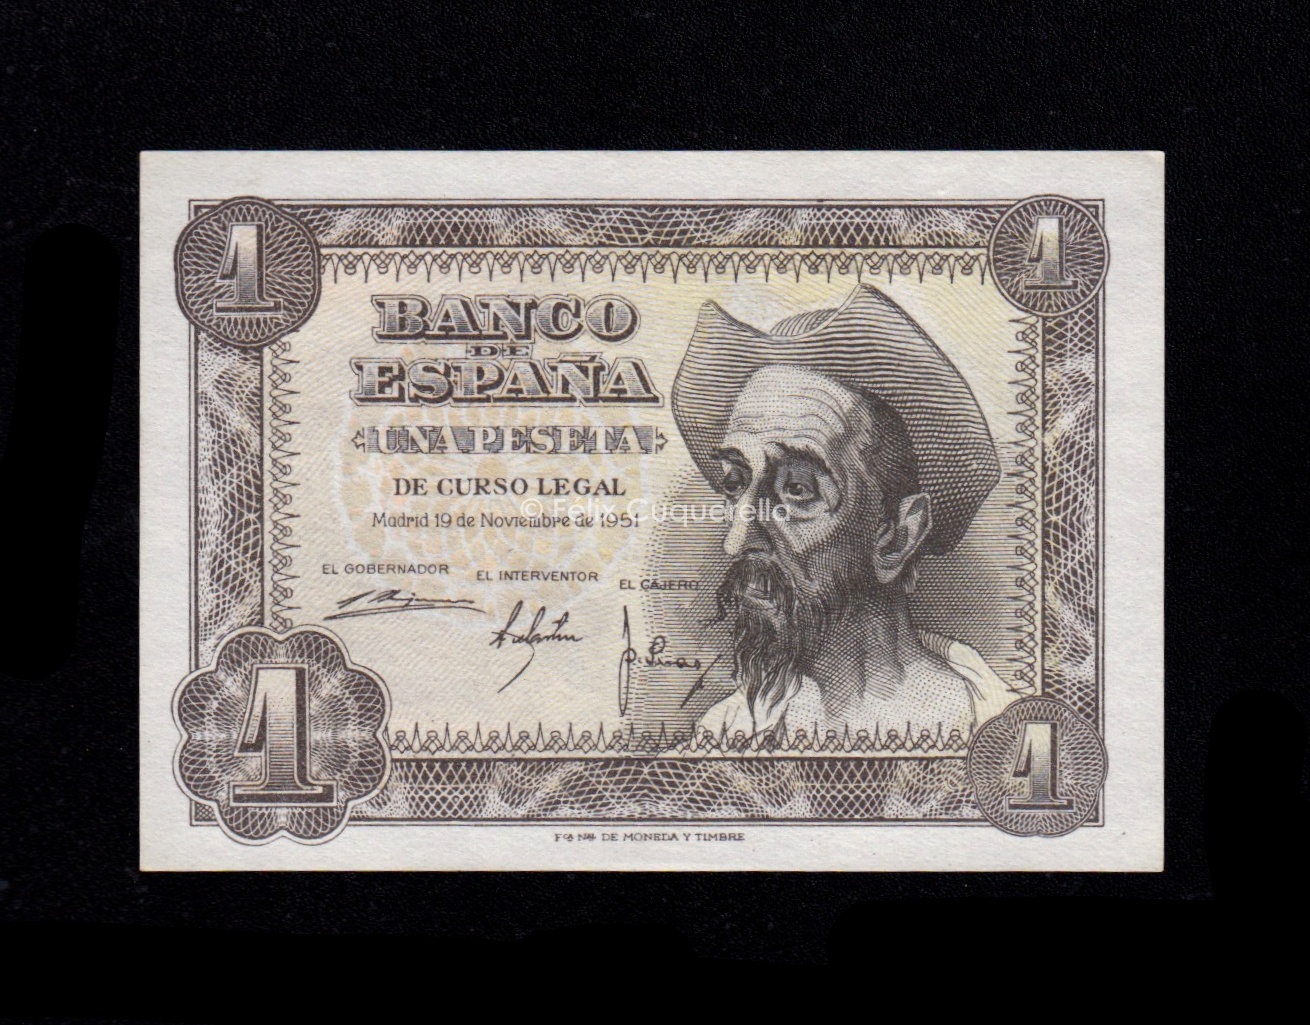 1
1
BANCO
DE
ESPAÑA
UNA PESETA
DE CURSO LEGAL
© Félix Cuquerella
Madrid 19 de Noviembre de 1951
EL GOBERNADOR EL INTERVENTOR EL CAJERO
1
1
Fca Nal DE MONEDA Y TIMBRE